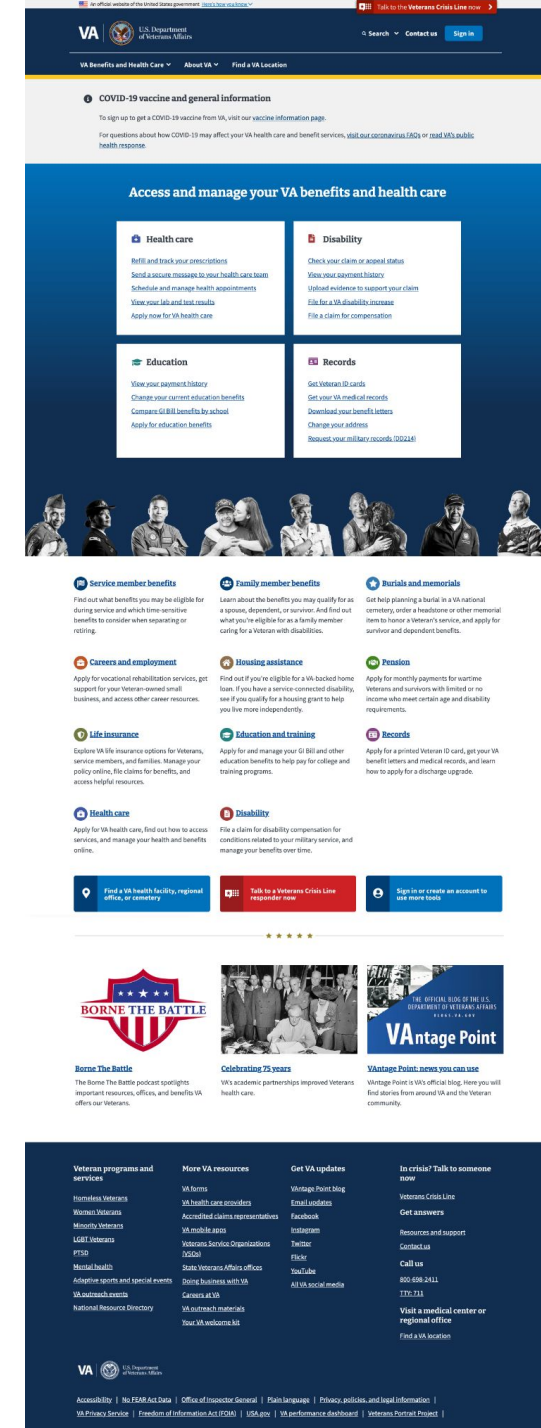 An official website of the United States government Here's how you know
Talk to the Veterans Crisis Line now
VA
U.S. Department
of Veterans Affairs
Search Contact us Sign in
VA Benefits and Health Care About VA Find a VA Location
COVID-19 vaccine and general information
To sign up to get a COVID-19 vaccine from VA, visit our vaccine information page.
For questions about how COVID-19 may affect your VA health care and benefit services, visit our coronavirus FAQs or read VA's public
health response.
Access and manage your VA benefits and health care
Health care
Refill and track your prescriptions
Send a secure message to your health care team
Schedule and manage health appointments
View your lab and test results
Apply now for VA health care
Disability
Check your claim or appeal status
View your payment history
Upload evidence to support your claim
File for a VA disability increase
File a claim for compensation
Education
View your payment history
Change your current education benefits
Compare GI Bill benefits by school
Apply for education benefits
Records
Get Veteran ID cards
Get your VA medical records
Download your benefit letters
Change your address
Request your military records (DD214)
Service member benefits
Find out what benefits you may be eligible for
during service and which time-sensitive
benefits to consider when separating or
retiring.
Family member benefits
Learn about the benefits you may qualify for as
a spouse, dependent, or survivor. And find out
what you're eligible for as a family member
caring for a Veteran with disabilities.
Burials and memorials
Get help planning a burial in a VA national
cemetery, order a headstone or other memorial
item to honor a Veteran's service, and apply for
survivor and dependent benefits.
Careers and employment
Apply for vocational rehabilitation services, get
support for your Veteran-owned small
business, and access other career resources.
Housing assistance
Find out if you're eligible for a VA-backed home
loan. If you have a service-connected disability,
see if you qualify for a housing grant to help
you live more independently.
Pension
Apply for monthly payments for wartime
Veterans and survivors with limited or no
income who meet certain age and disability
requirements.
Life insurance
Explore VA life insurance options for Veterans,
service members, and families. Manage your
policy online, file claims for benefits, and
access helpful resources.
Education and training
Apply for and manage your GI Bill and other
education benefits to help pay for college and
training programs.
Records
Apply for a printed Veteran ID card, get your VA
benefit letters and medical records, and learn
how to apply for a discharge upgrade.
Health care
Apply for VA health care, find out how to access
services, and manage your health and benefits
online.
Disability
File a claim for disability compensation for
conditions related to your military service, and
manage your benefits over time.
Find a VA health facility, regional
office, or cemetery
Talk to a Veterans Crisis Line
responder now
Sign in or create an account to
use more tools
BORNE THE BATTLE
THE OFFICIAL BLOG OF THE U.S.
DEPARTMENT OF VETERANS AFFAIRS
BLOGS.VA.GOV
VAntage Point
Borne The Battle
The Borne The Battle podcast spotlights
important resources, offices, and benefits VA
offers our Veterans.
Celebrating 75 years
VA's academic partnerships improved Veterans
health care.
VAntage Point: news you can use
VAntage Point is VA's official blog. Here you will
find stories from around VA and the Veteran
community.
Veteran programs and
services
Homeless Veterans
Women Veterans
Minority Veterans
LGBT Veterans
PTSD
Mental health
Adaptive sports and special events
VA outreach events
National Resource Directory
More VA resources
VA forms
VA health care providers
Accredited claims representatives
VA mobile apps
Veterans Service Organizations
(VSOs)
State Veterans Affairs offices
Doing business with VA
Careers at VA
VA outreach materials
Your VA welcome kit
Get VA updates
VAntage Point blog
Email updates
Facebook
Instagram
Twitter
Flickr
YouTube
All VA social media
In crisis? Talk to someone
now
Veterans Crisis Line
Get answers
Resources and support
Contact us
Call us
800-698-2411
TTY: 711
Visit a medical center or
regional office
Find a VA location
VA
U.S. Department
of Veterans Affairs
Accessibility | No FEAR Act Data | Office of Inspector General | Plain language | Privacy, policies, and legal information |
VA Privacy Service | Freedom of Information Act (FOIA) | USA.gov | VA performance dashboard | Veterans Portrait Project |